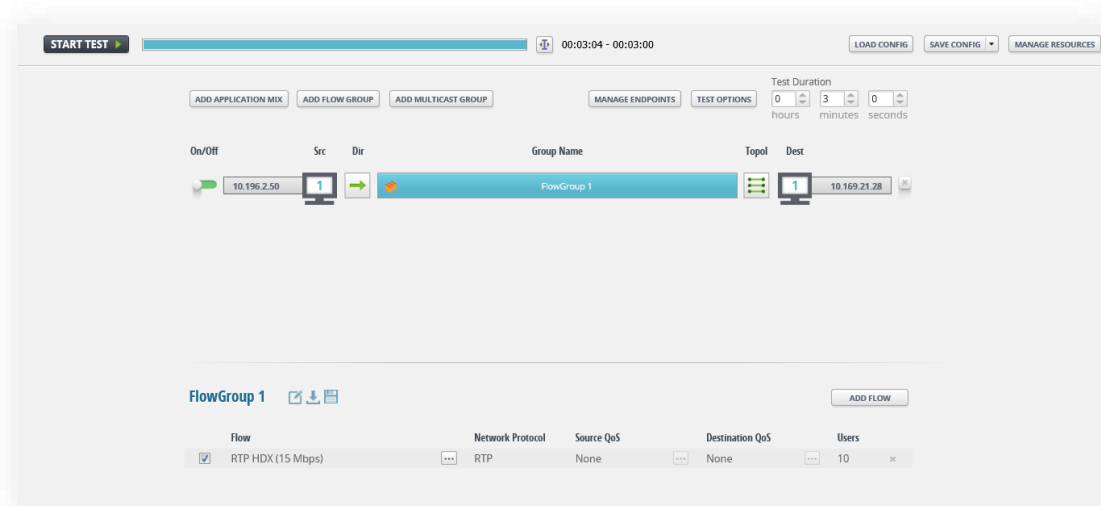 START TEST 00:03:04 - 00:03:00 LOAD CONFIG SAVE CONFIG MANAGE RESOURCES
Test Duration
ADD APPLICATION MIX ADD FLOW GROUP ADD MULTICAST GROUP MANAGE ENDPOINTS TEST OPTIONS 0 3 0
hours minutes seconds
On/Off Src Dir Group Name Topol Dest
10.196.2.50 1 FlowGroup 1 1 10.169.21.28
FlowGroup 1 ADD FLOW
Flow Network Protocol Source QoS Destination QoS Users
RTP HDX (15 Mbps) ... RTP None ... None ... 10